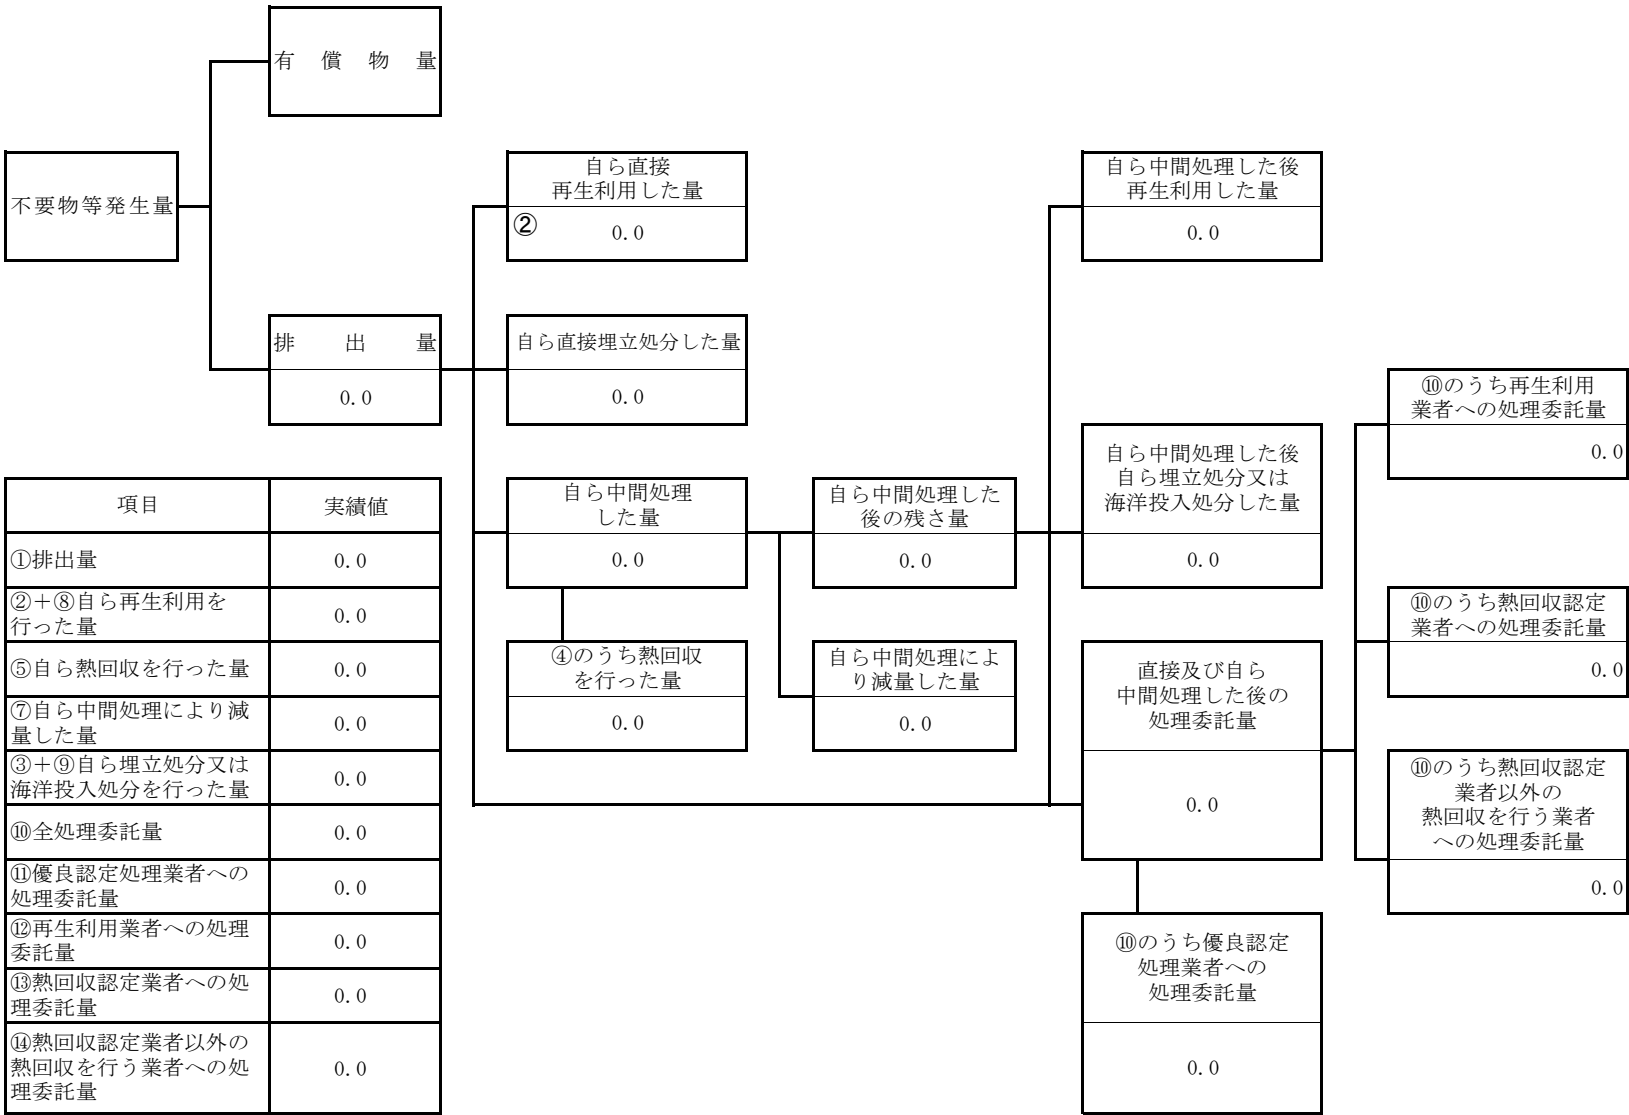 有償物量
不要物等発生量
自ら直接
再生利用した量
②
0.0
自ら中間処理した後
再生利用した量
0.0
排出量
0.0
自ら直接埋立処分した量
0.0
⑩のうち再生利用
業者への処理委託量
0.0
自ら中間処理した後
自ら埋立処分又は
海洋投入処分した量
0.0
自ら中間処理
した量
0.0
自ら中間処理した
後の残さ量
0.0
⑩のうち熱回収認定
業者への処理委託量
0.0
④のうち熱回収
を行った量
0.0
自ら中間処理によ
り減量した量
0.0
直接及び自ら
中間処理した後の
処理委託量
0.0
⑩のうち熱回収認定
業者以外の
熱回収を行う業者
への処理委託量
0.0
⑩のうち優良認定
処理業者への
処理委託量
0.0
項目 実績値
①排出量 0.0
②＋⑧自ら再生利用を
行った量 0.0
⑤自ら熱回収を行った量 0.0
⑦自ら中間処理により減
量した量 0.0
③＋⑨自ら埋立処分又は
海洋投入処分を行った量 0.0
⑩全処理委託量 0.0
⑪優良認定処理業者への
処理委託量 0.0
⑫再生利用業者への処理
委託量 0.0
⑬熱回収認定業者への処
理委託量 0.0
⑭熱回収認定業者以外の
熱回収を行う業者への処 0.0
理委託量